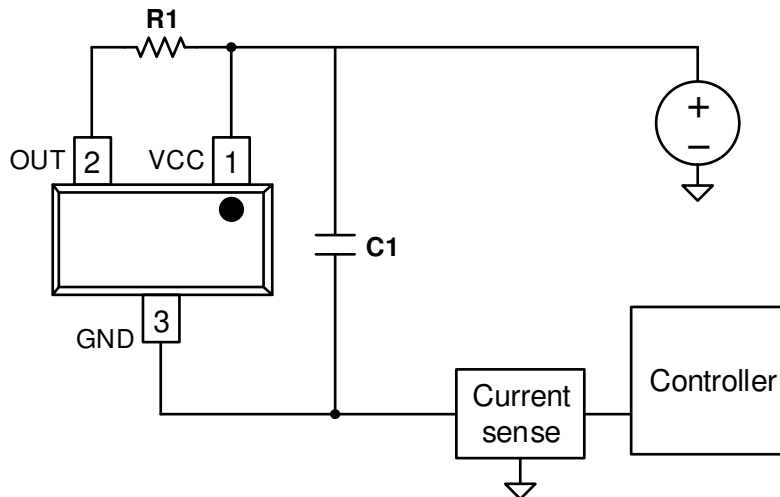 R1
+
−
OUT 2 VCC 1
C1
3
GND
Controller
Current
sense